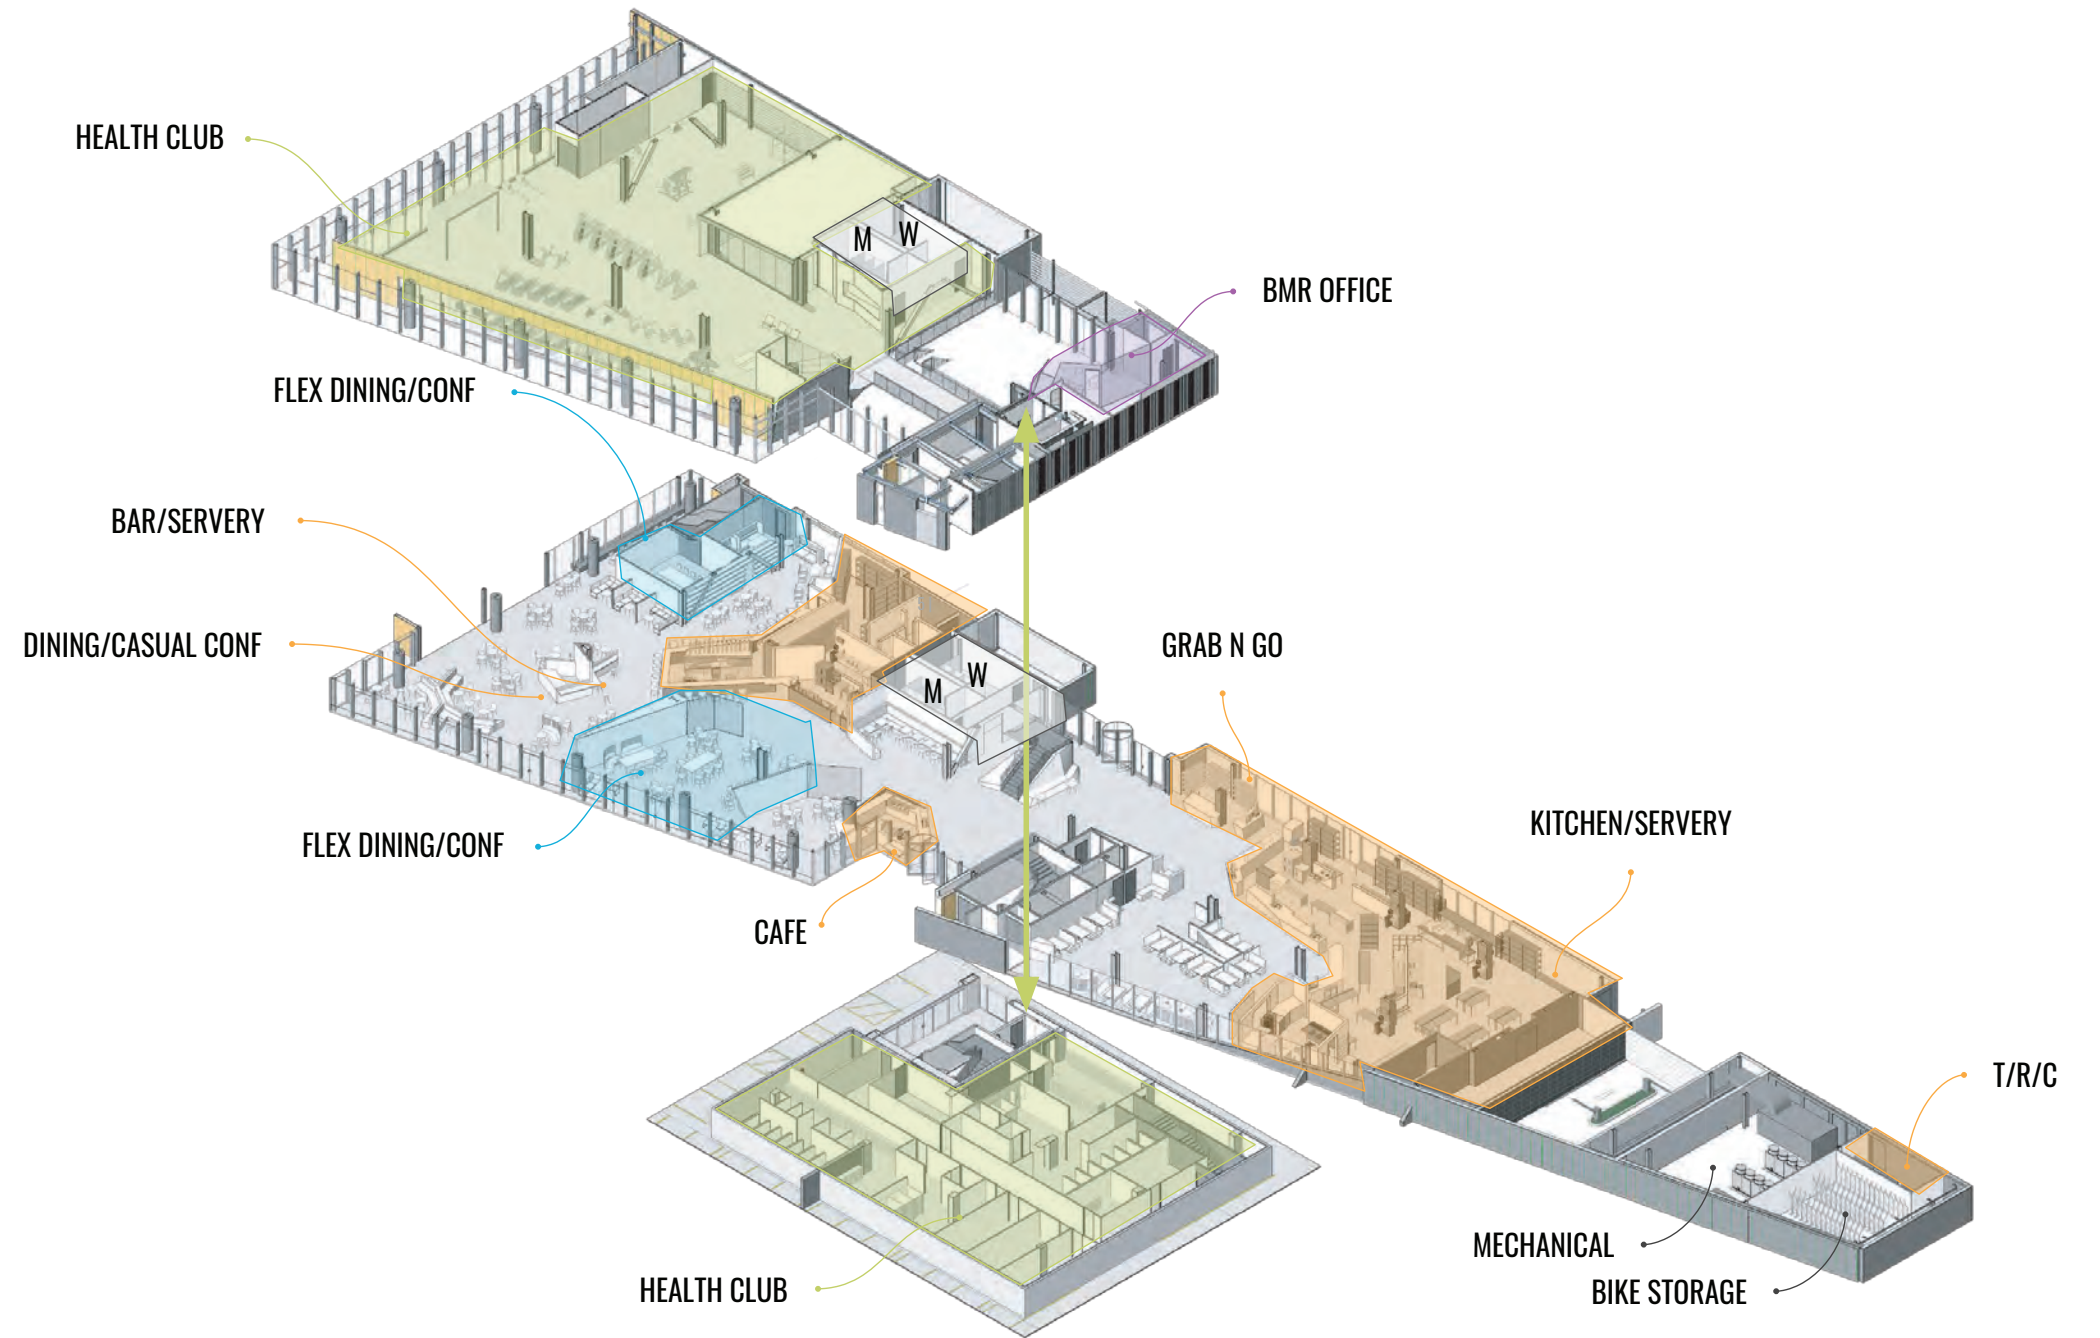 HEALTH CLUB
M
W
BMR OFFICE
FLEX DINING/CONF
BAR/SERVERY
DINING/CASUAL CONF
M
W
GRAB N GO
KITCHEN/SERVERY
FLEX DINING/CONF
CAFE
T/R/C
MECHANICAL
BIKE STORAGE
HEALTH CLUB